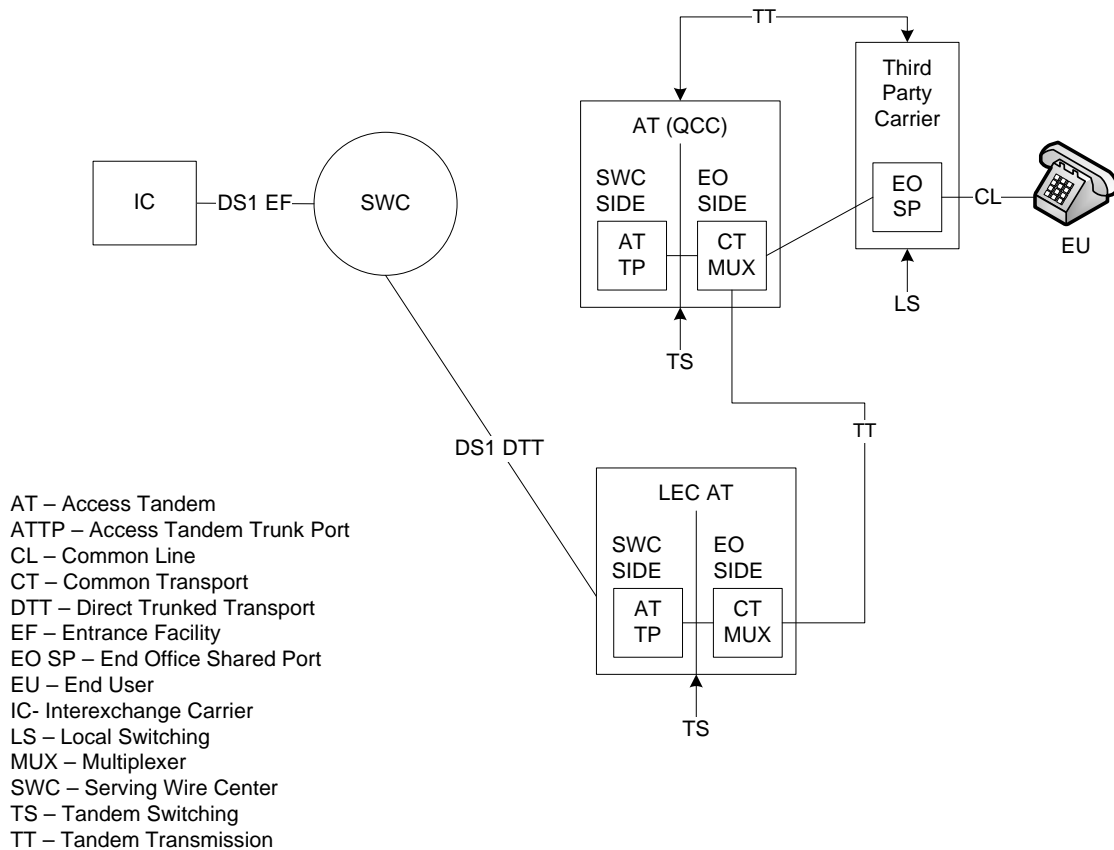 TT
Third
Party
Carrier
AT (QCC)
SWC
SIDE
EO
SIDE
AT
TP
CT
MUX
EO
SP
CL
EU
LS
TS
IC
DS1 EF
SWC
DS1 DTT
TT
LEC AT
SWC
SIDE
EO
SIDE
AT
TP
CT
MUX
TS
AT – Access Tandem
ATTP – Access Tandem Trunk Port
CL – Common Line
CT – Common Transport
DTT – Direct Trunked Transport
EF – Entrance Facility
EO SP – End Office Shared Port
EU – End User
IC- Interexchange Carrier
LS – Local Switching
MUX – Multiplexer
SWC – Serving Wire Center
TS – Tandem Switching
TT – Tandem Transmission